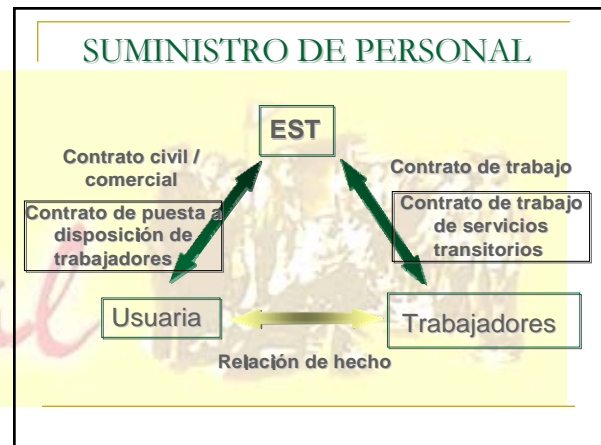 SUMINISTRO DE PERSONAL
EST
Contrato civil /
comercial
Contrato de trabajo
Contrato de puesta a
disposición de
trabajadores
Contrato de trabajo
de servicios
transitorios
Usuaria
Trabajadores
Relación de hecho